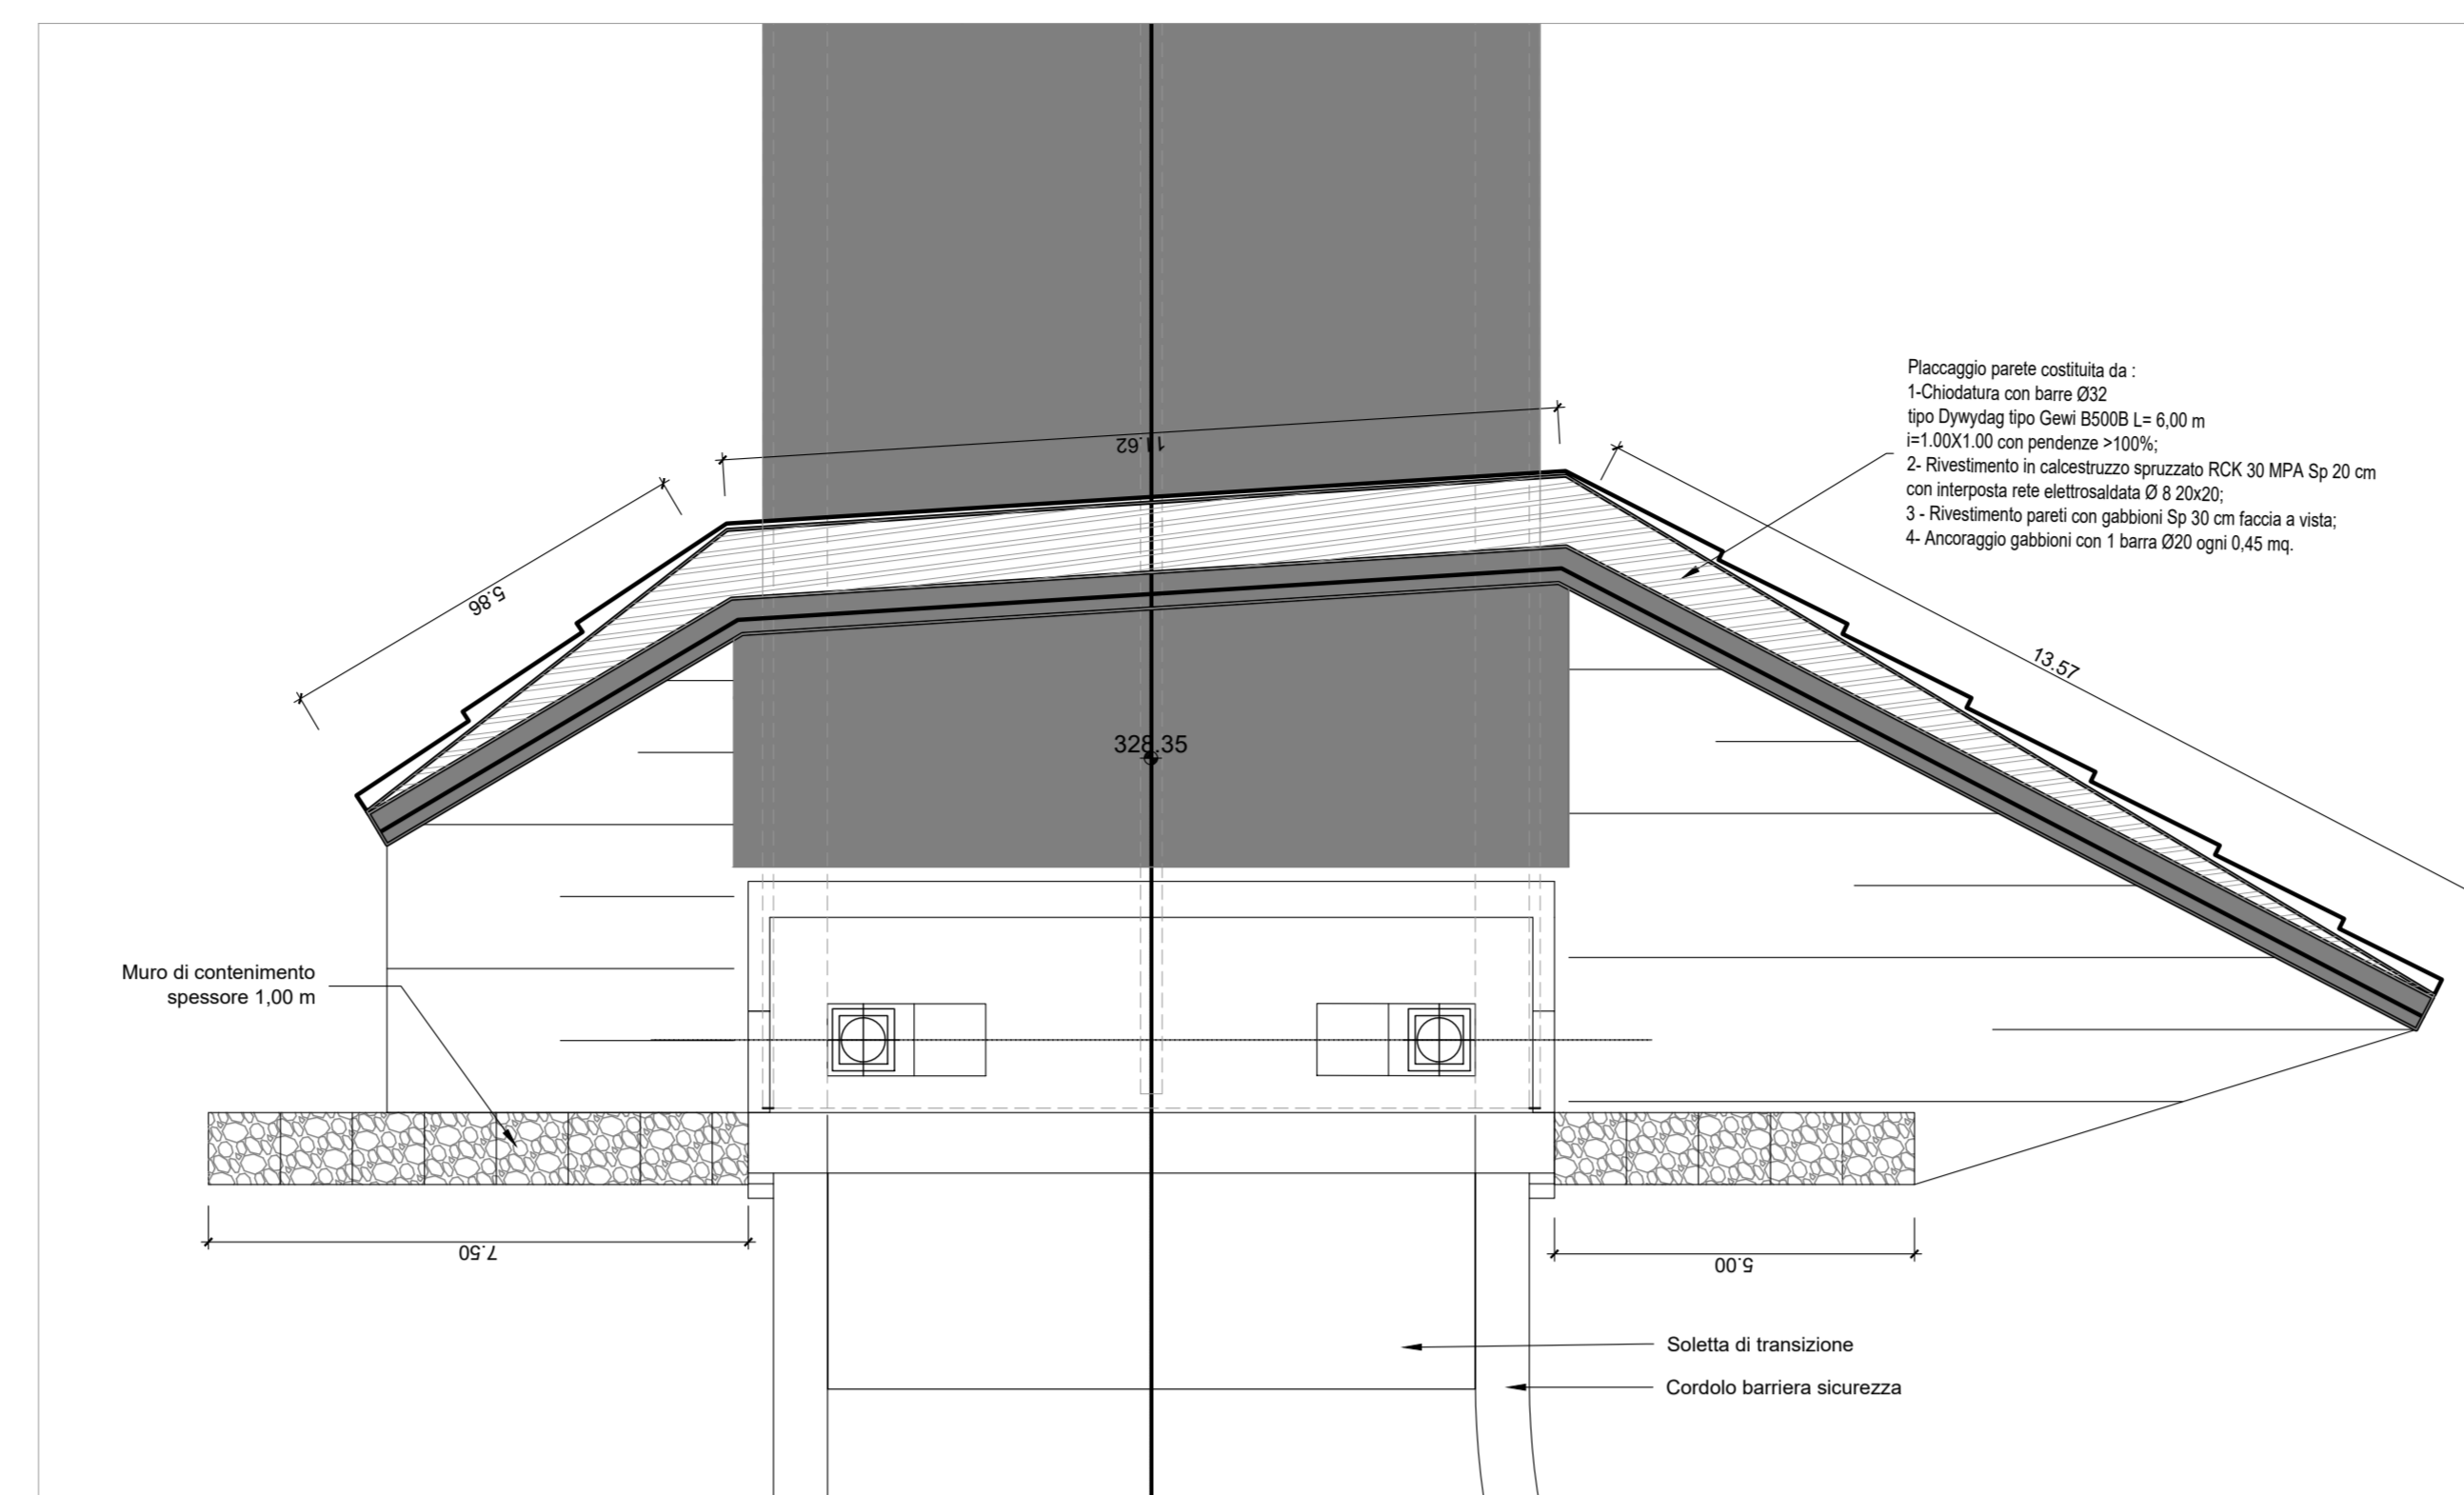 11.62
Placcaggio parete costituita da :
1-Chiodatura con barre Ø32
tipo Dywydag tipo Gewi B500B L= 6,00 m
i=1.00X1.00 con pendenze >100%;
2- Rivestimento in calcestruzzo spruzzato RCK 30 MPA Sp 20 cm
con interposta rete elettrosaldata Ø 8 20x20;
3 - Rivestimento pareti con gabbioni Sp 30 cm faccia a vista;
4- Ancoraggio gabbioni con 1 barra Ø20 ogni 0,45 mq.
5.86
13.57
328.35
Muro di contenimento
spessore 1,00 m
7.50
5.00
Soletta di transizione
Cordolo barriera sicurezza